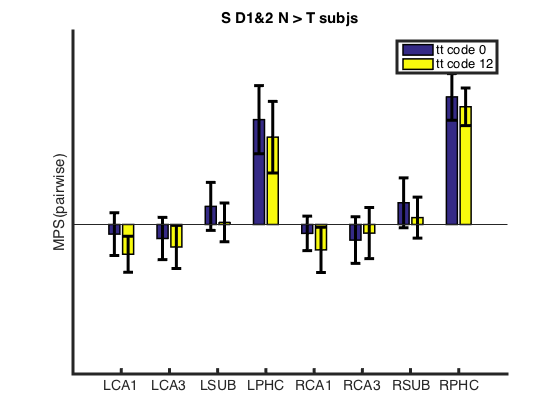 S D1&2 N > T subjs
tt code 0
tt code 12
MPS(pairwise)
LCA1 LCA3 LSUB LPHC RCA1 RCA3 RSUB RPHC